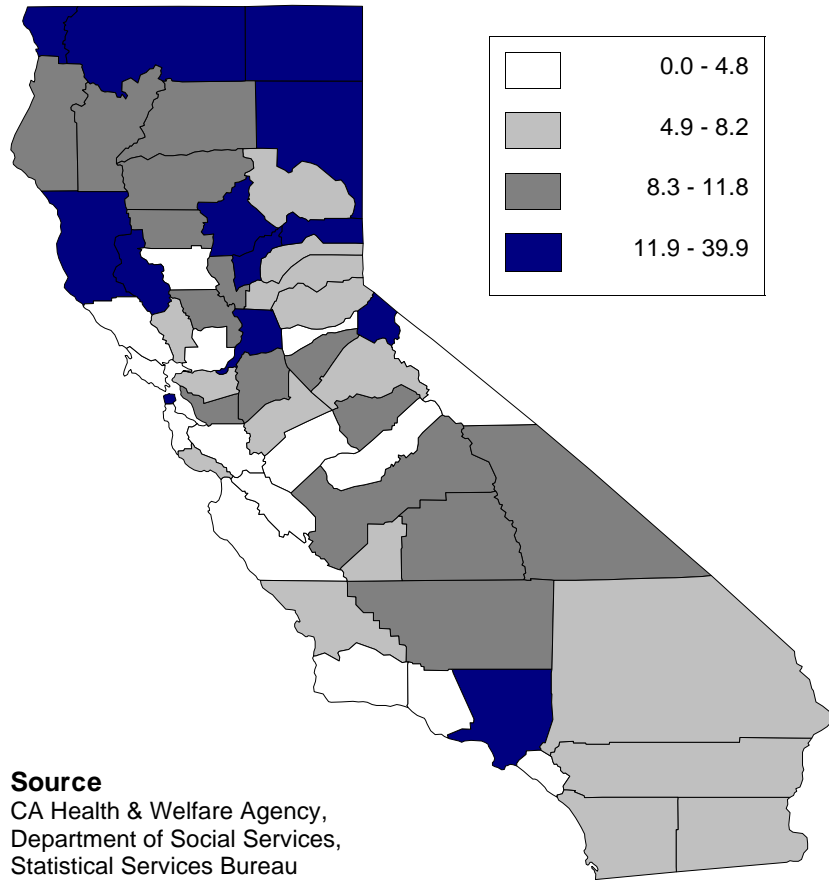 0.0 - 4.8
4.9 - 8.2
8.3 - 11.8
11.9 - 39.9
Source
CA Health & Welfare Agency,
Department of Social Services,
Statistical Services Bureau